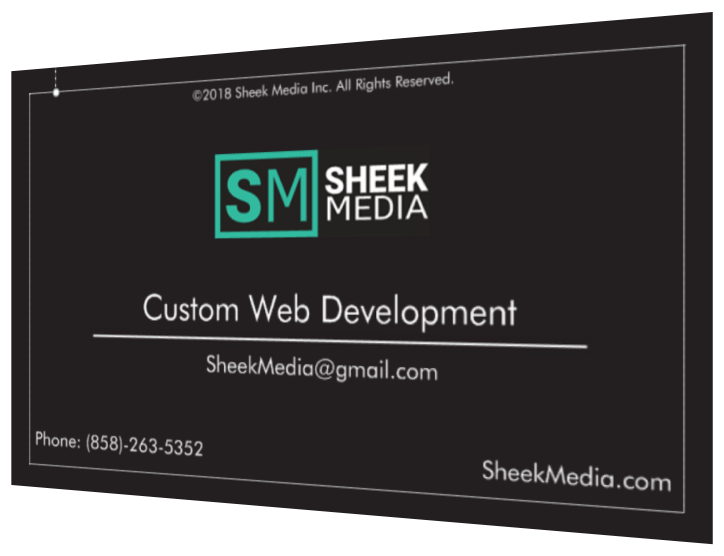 ©2018 Sheek Media Inc. All Rights Reserved.
SM SHEEK
MEDIA
Custom Web Development
SheekMedia@gmail.com
Phone: (858)-263-5352
SheekMedia.com